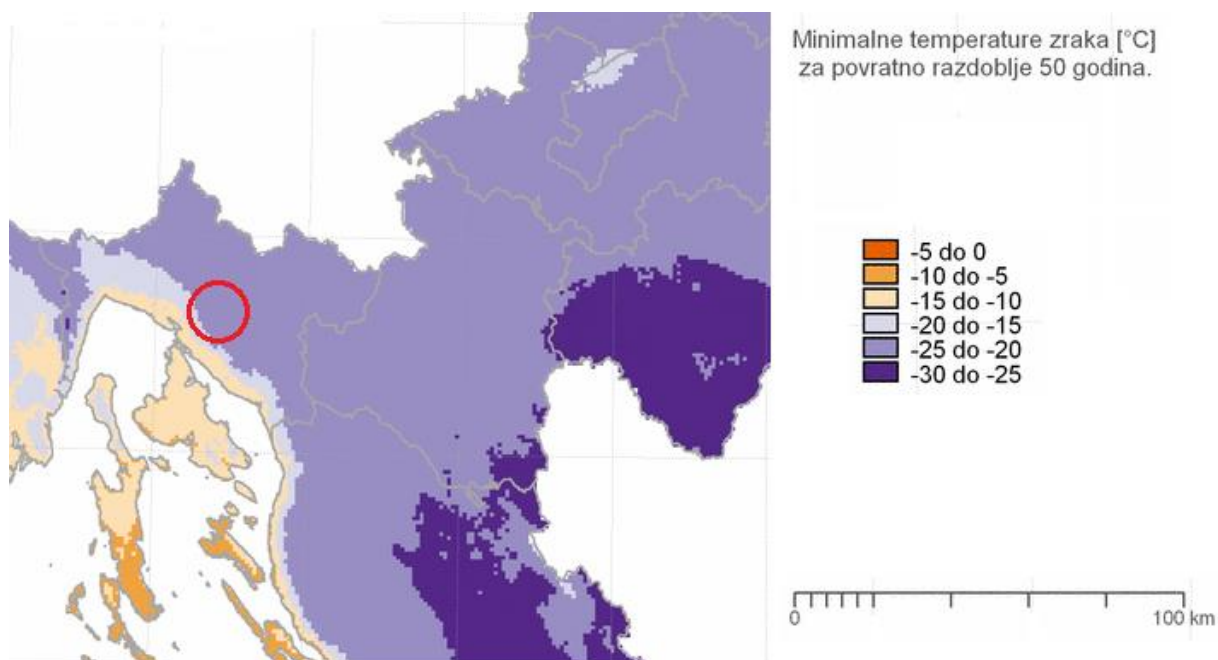 Minimalne temperature zraka [°C]
za povratno razdoblje 50 godina.
-5 do 0
-10 do -5
-15 do -10
-20 do -15
-25 do -20
-30 do -25
0 100 km